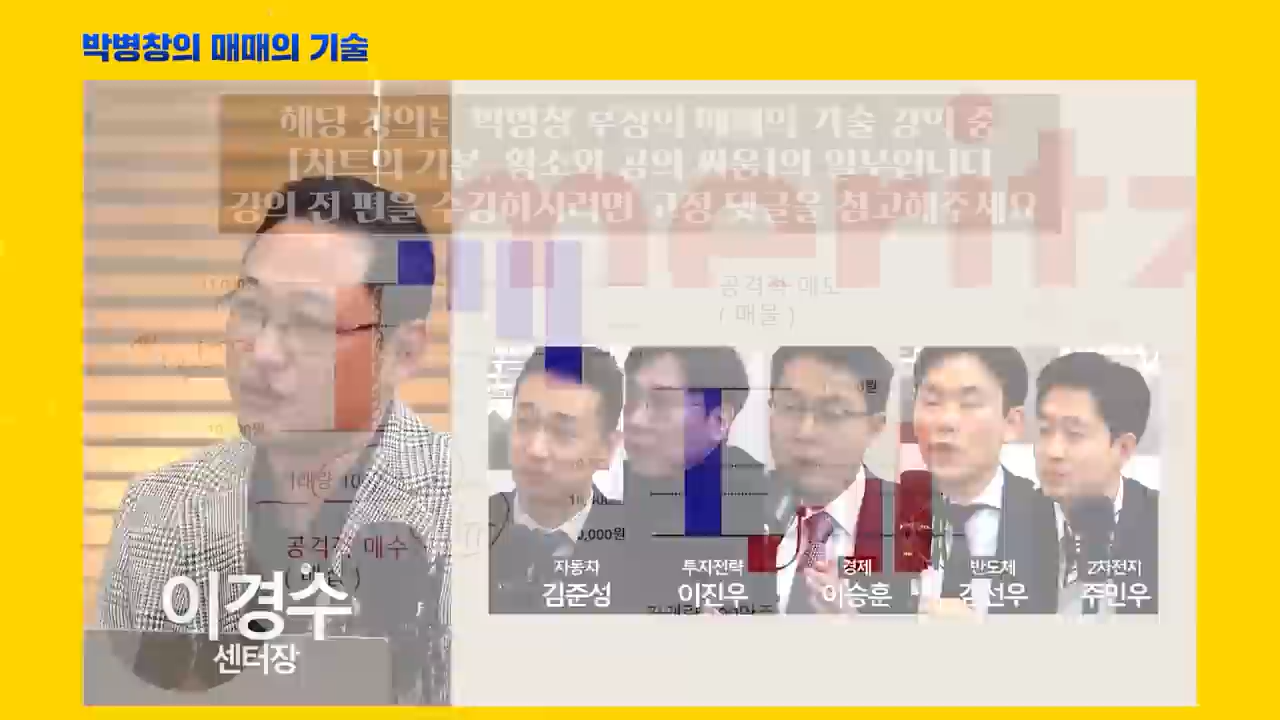 박병창의 매매의 기술
해당 강의는 박병창 부장의 매매의 기술 강의 중
[차트의 기본 황소와 곰의 싸움]의 일부입니다
강의 전 편을 수강하시려면 고정 댓글을 참고해주세요
meritz
공격적 매도
( 매물 )
공격적 매수
자동차
김준성
투자전략
이진우
경제
이승훈
반도체
김선우
2차전지
주민우
이경수
센터장